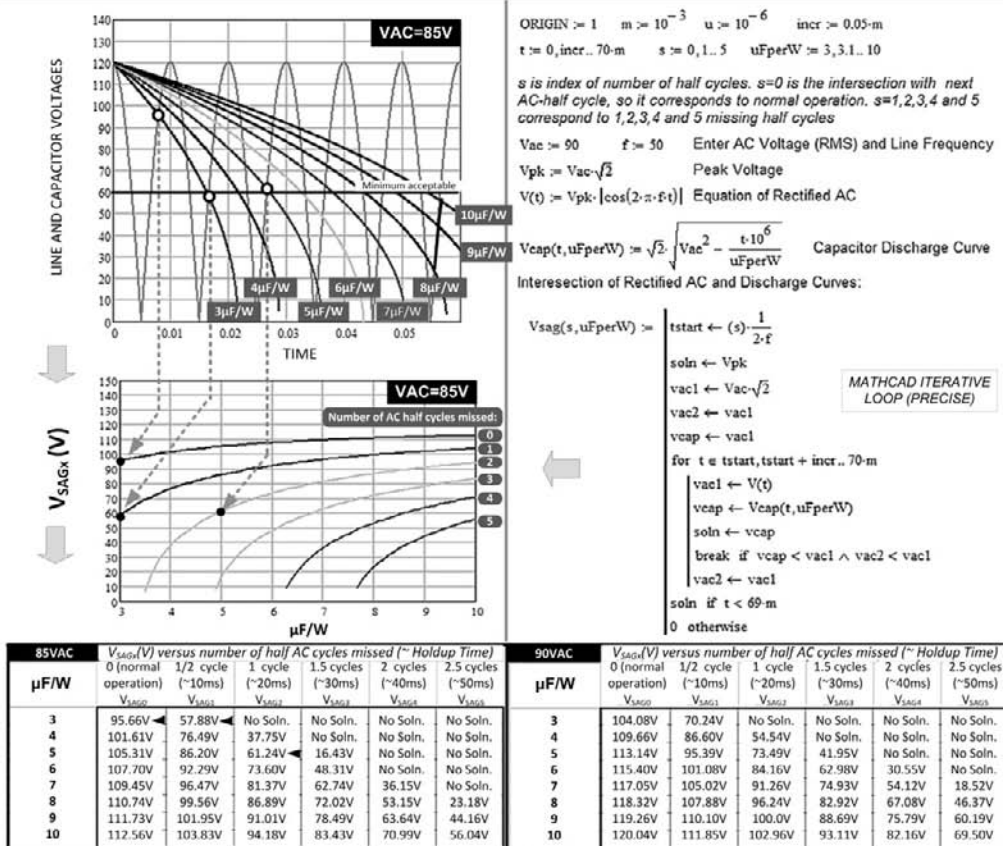 VAC=85V
LINE AND CAPACITOR VOLTAGES
140
130
120
110
100
90
80
70
60
50
40
30
20
10
0
Minimum acceptable
10µF/W
9µF/W
8µF/W
7µF/W
6µF/W
5µF/W
4µF/W
3µF/W
0 0.01 0.02 0.03 0.04 0.05
TIME
VAC=85V
Number of AC half cycles missed:
0
1
2
3
4
5
VSAGx (V)
140
130
120
110
100
90
80
70
60
50
40
30
20
10
0
3 4 5 6 7 8 9 10
µF/W
ORIGIN := 1 m := 10^-3 u := 10^-6 incr := 0.05·m
t := 0, incr.. 70·m s := 0, 1.. 5 uFperW := 3, 3.1.. 10
s is index of number of half cycles. s=0 is the intersection with next
AC-half cycle, so it corresponds to normal operation. s=1,2,3,4 and 5
correspond to 1,2,3,4 and 5 missing half cycles
Vac := 90 f := 50 Enter AC Voltage (RMS) and Line Frequency
Vpk := Vac·√2 Peak Voltage
V(t) := Vpk·|cos(2·π·f·t)| Equation of Rectified AC
Vcap(t, uFperW) := √2·√(Vac^2 − t·10^6/uFperW) Capacitor Discharge Curve
Interesection of Rectified AC and Discharge Curves:
Vsag(s, uFperW) := tstart ← (s)·1/(2·f)
soln ← Vpk
vac1 ← Vac·√2
vac2 ← vac1
vcap ← vac1
for t ∈ tstart, tstart + incr.. 70·m
vac1 ← V(t)
vcap ← Vcap(t, uFperW)
soln ← vcap
break if vcap < vac1 ∧ vac2 < vac1
vac2 ← vac1
soln if t < 69·m
0 otherwise
MATHCAD ITERATIVE
LOOP (PRECISE)
85VAC VSAGx(V) versus number of half AC cycles missed (~ Holdup Time)
µF/W 0 (normal operation) 1/2 cycle (~10ms) 1 cycle (~20ms) 1.5 cycles (~30ms) 2 cycles (~40ms) 2.5 cycles (~50ms)
VSAG0 VSAG1 VSAG2 VSAG3 VSAG4 VSAG5
3 95.66V 57.88V No Soln. No Soln. No Soln. No Soln.
4 101.61V 76.49V 37.75V No Soln. No Soln. No Soln.
5 105.31V 86.20V 61.24V 16.43V No Soln. No Soln.
6 107.70V 92.29V 73.60V 48.31V No Soln. No Soln.
7 109.45V 96.47V 81.37V 62.74V 36.15V No Soln.
8 110.74V 99.56V 86.89V 72.02V 53.15V 23.18V
9 111.73V 101.95V 91.01V 78.49V 63.64V 44.16V
10 112.56V 103.83V 94.18V 83.43V 70.99V 56.04V
90VAC VSAGx(V) versus number of half AC cycles missed (~ Holdup Time)
µF/W 0 (normal operation) 1/2 cycle (~10ms) 1 cycle (~20ms) 1.5 cycles (~30ms) 2 cycles (~40ms) 2.5 cycles (~50ms)
VSAG0 VSAG1 VSAG2 VSAG3 VSAG4 VSAG5
3 104.08V 70.24V No Soln. No Soln. No Soln. No Soln.
4 109.66V 86.60V 54.54V No Soln. No Soln. No Soln.
5 113.14V 95.39V 73.49V 41.95V No Soln. No Soln.
6 115.40V 101.08V 84.16V 62.98V 30.55V No Soln.
7 117.05V 105.02V 91.26V 74.93V 54.12V 18.52V
8 118.32V 107.88V 96.24V 82.92V 67.08V 46.37V
9 119.26V 110.10V 100.0V 88.69V 75.79V 60.19V
10 120.04V 111.85V 102.96V 93.11V 82.16V 69.50V